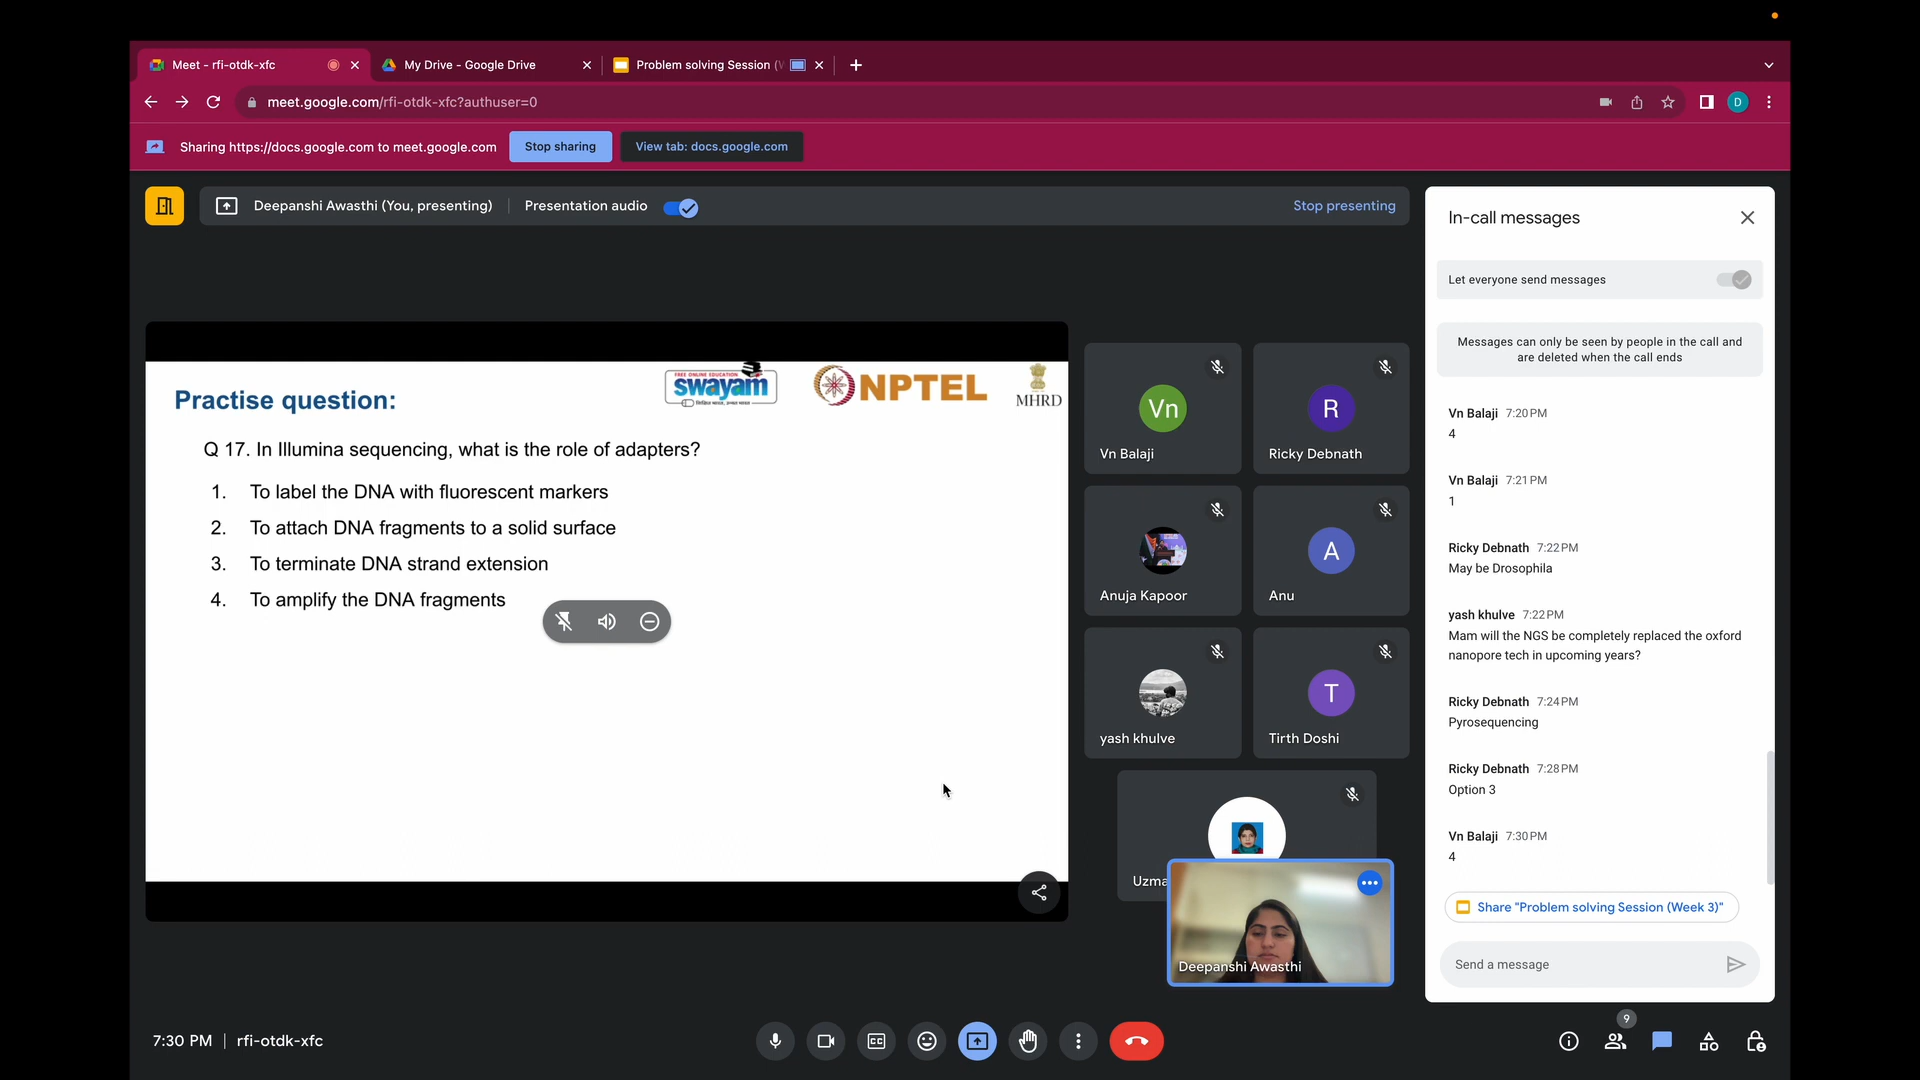 Meet - rfi-otdk-xfc
My Drive - Google Drive
Problem solving Session (
meet.google.com/rfi-otdk-xfc?authuser=0
D
Sharing https://docs.google.com to meet.google.com
Stop sharing
View tab: docs.google.com
Deepanshi Awasthi (You, presenting)
Presentation audio
Stop presenting
Practise question:
FREE ONLINE EDUCATION
swayam
NPTEL
MHRD
Q 17. In Illumina sequencing, what is the role of adapters?
1. To label the DNA with fluorescent markers
2. To attach DNA fragments to a solid surface
3. To terminate DNA strand extension
4. To amplify the DNA fragments
Vn
Vn Balaji
R
Ricky Debnath
Anuja Kapoor
A
Anu
yash khulve
T
Tirth Doshi
Uzma
Deepanshi Awasthi
In-call messages
Let everyone send messages
Messages can only be seen by people in the call and
are deleted when the call ends
Vn Balaji 7:20 PM
4
Vn Balaji 7:21 PM
1
Ricky Debnath 7:22 PM
May be Drosophila
yash khulve 7:22 PM
Mam will the NGS be completely replaced the oxford
nanopore tech in upcoming years?
Ricky Debnath 7:24 PM
Pyrosequencing
Ricky Debnath 7:28 PM
Option 3
Vn Balaji 7:30 PM
4
Share "Problem solving Session (Week 3)"
Send a message
7:30 PM | rfi-otdk-xfc
CC
9